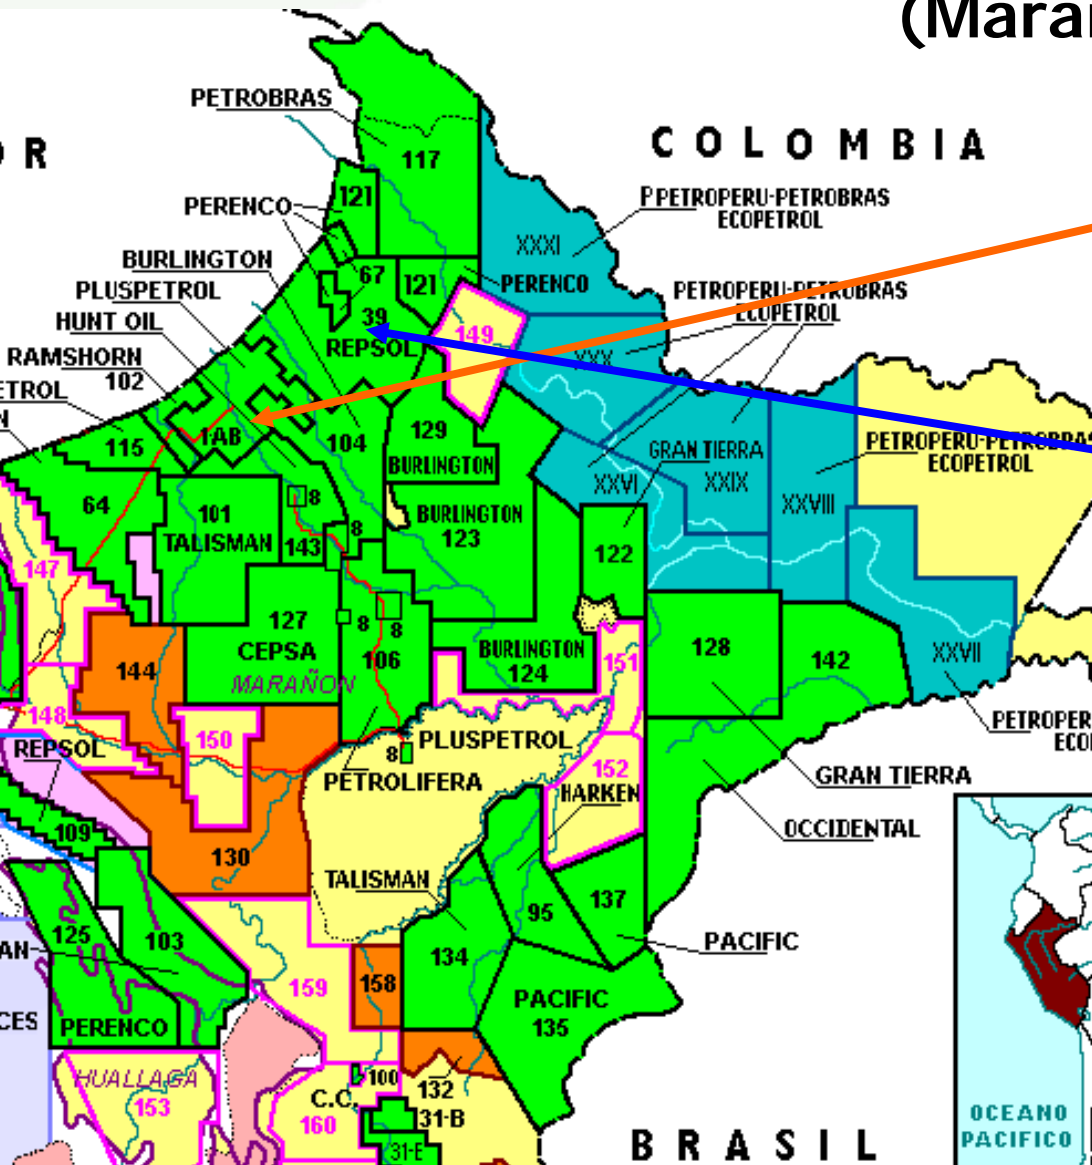 (Mara
O R
PETROBRAS
COLOMBIA
117
121
PERENCO
P PETROPERU-PETROBRAS
ECOPETROL
XXXI
BURLINGTON
67
121
PERENCO
PLUSPETROL
PETROPERU-PETROBRAS
ECOPETROL
HUNT OIL
39
REPSOL
149
XXX
RAMSHORN
102
ETROL
N
115
1AB
104
129
BURLINGTON
GRAN TIERRA
PETROPERU-PETROBRAS
ECOPETROL
XXVI
XXIX
XXVIII
64
101
TALISMAN
8
143
8
BURLINGTON
123
122
147
127
CEPSA
MARAÑON
8
8
106
BURLINGTON
124
151
128
142
XXVII
144
148
REPSOL
150
8
PLUSPETROL
PETROLIFERA
152
HARKEN
PETROPER
ECO
GRAN TIERRA
OCCIDENTAL
109
130
TALISMAN
125
103
AN
95
137
PACIFIC
134
159
158
PACIFIC
135
CES
PERENCO
HUALLAGA
153
100
C.C.
160
132
31-B
31-E
BRASIL
OCEANO
PACIFICO